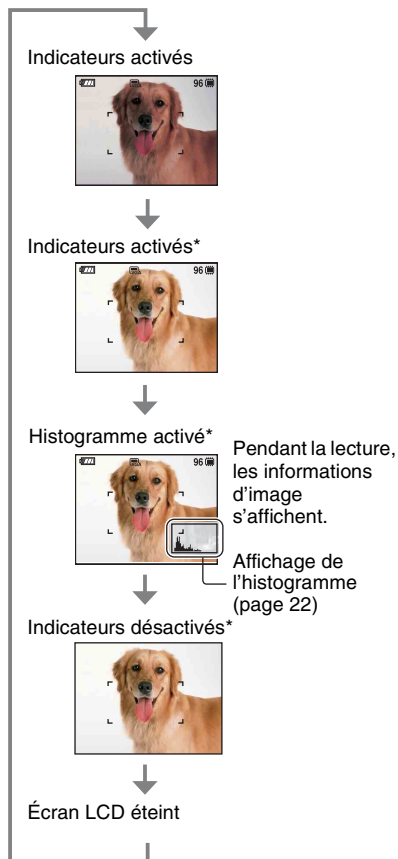 Indicateurs activés
96
Indicateurs activés*
96
Histogramme activé*
96
Pendant la lecture,
les informations
d'image
s'affichent.
Affichage de
l'histogramme
(page 22)
Indicateurs désactivés*
Écran LCD éteint